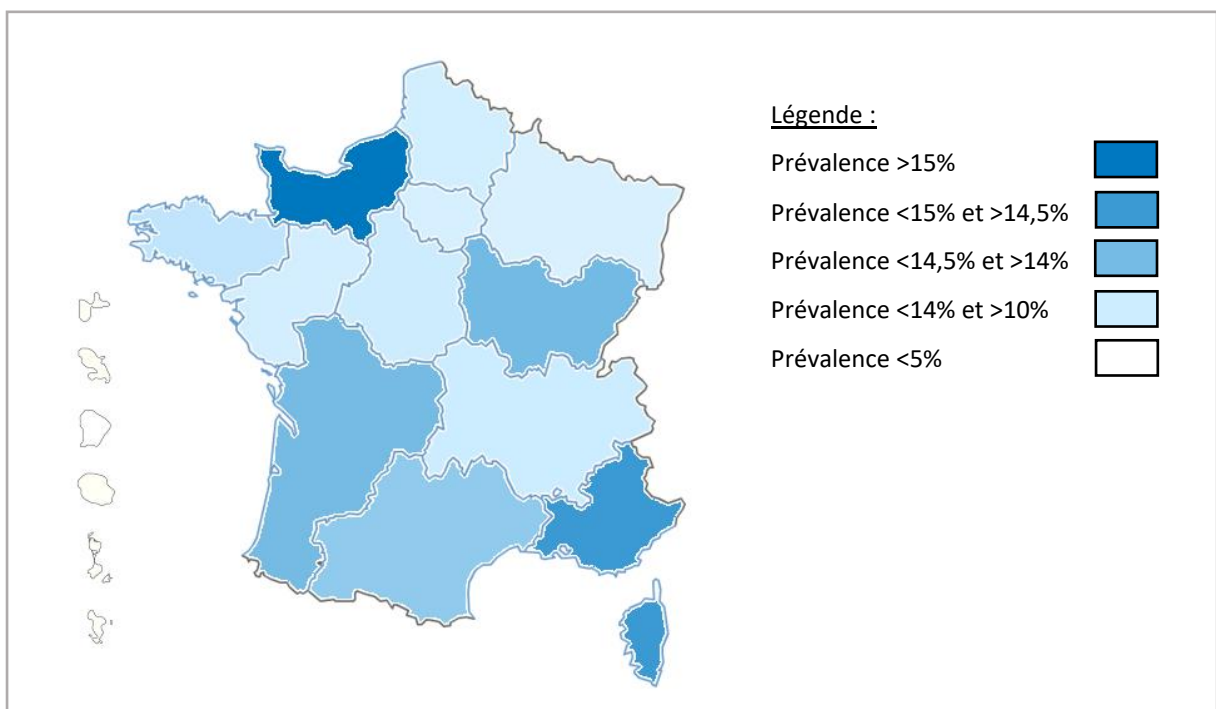 Légende :
Prévalence >15%
Prévalence <15% et >14,5%
Prévalence <14,5% et >14%
Prévalence <14% et >10%
Prévalence <5%